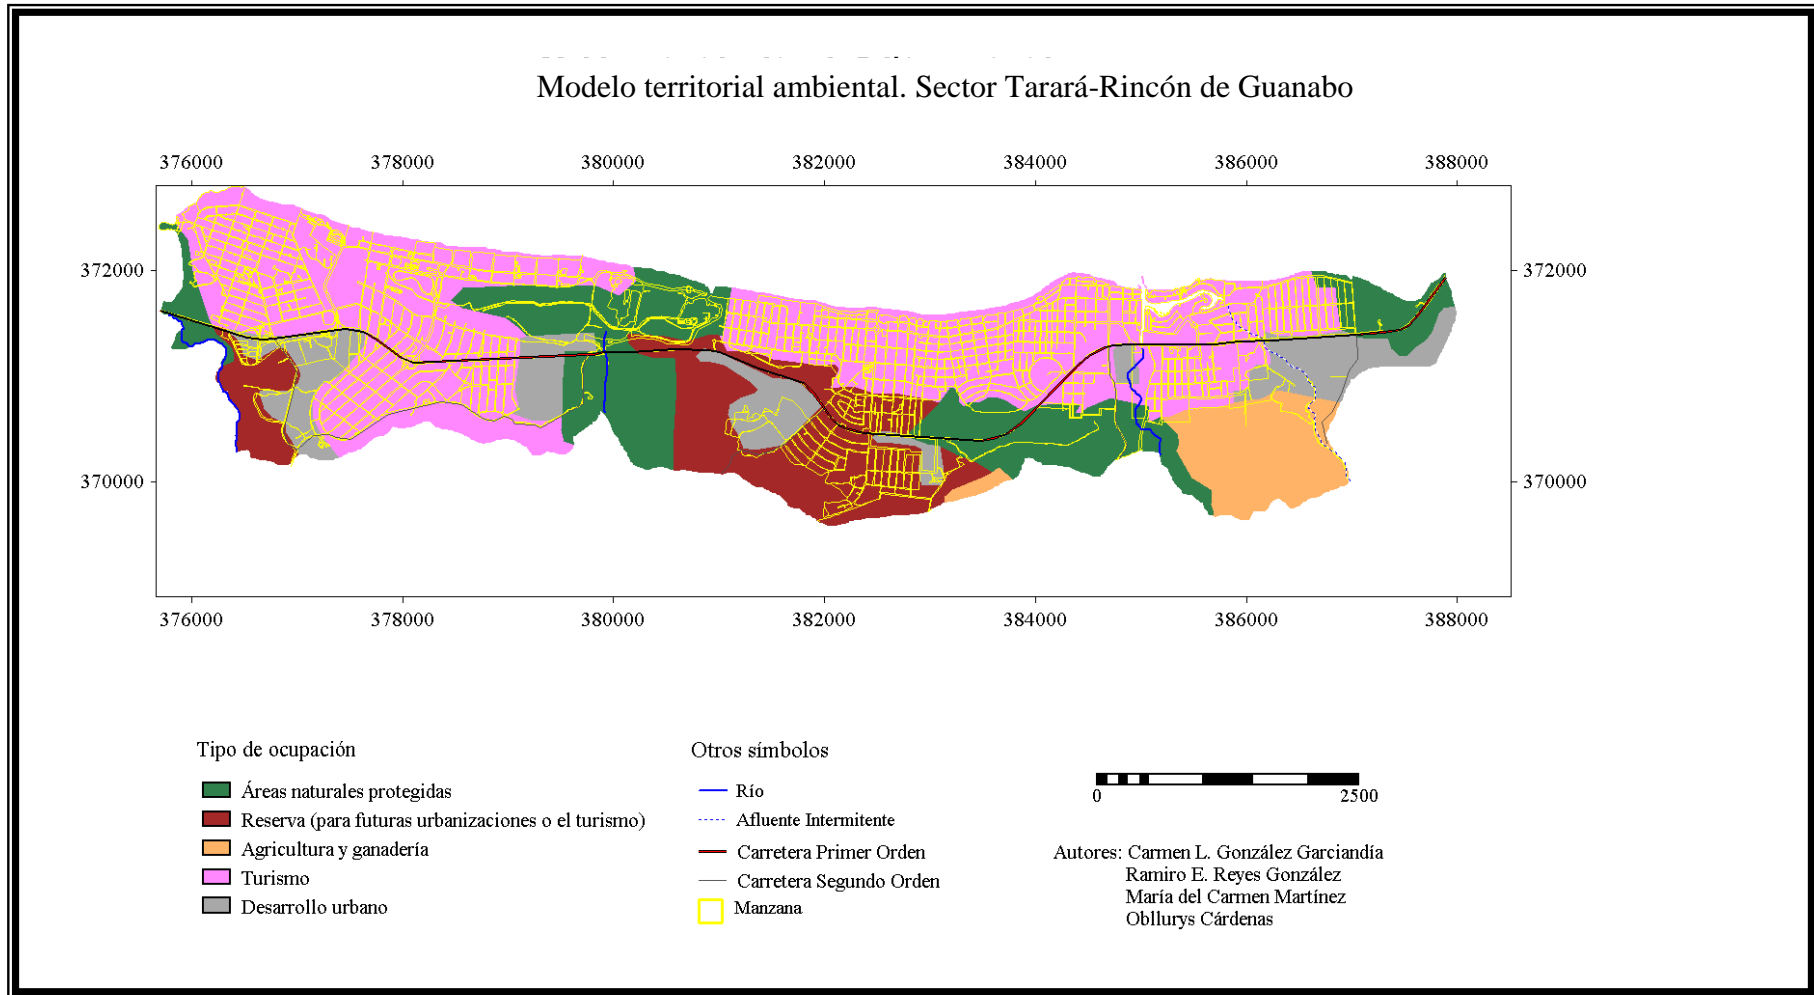 Modelo territorial ambiental. Sector Tarará-Rincón de Guanabo
376000 378000 380000 382000 384000 386000 388000
372000 372000
370000 370000
376000 378000 380000 382000 384000 386000 388000
Tipo de ocupación
Áreas naturales protegidas
Reserva (para futuras urbanizaciones o el turismo)
Agricultura y ganadería
Turismo
Desarrollo urbano
Otros símbolos
Río
Afluente Intermitente
Carretera Primer Orden
Carretera Segundo Orden
Manzana
0 2500
Autores: Carmen L. González Garciandía
Ramiro E. Reyes González
María del Carmen Martínez
Obllurys Cárdenas